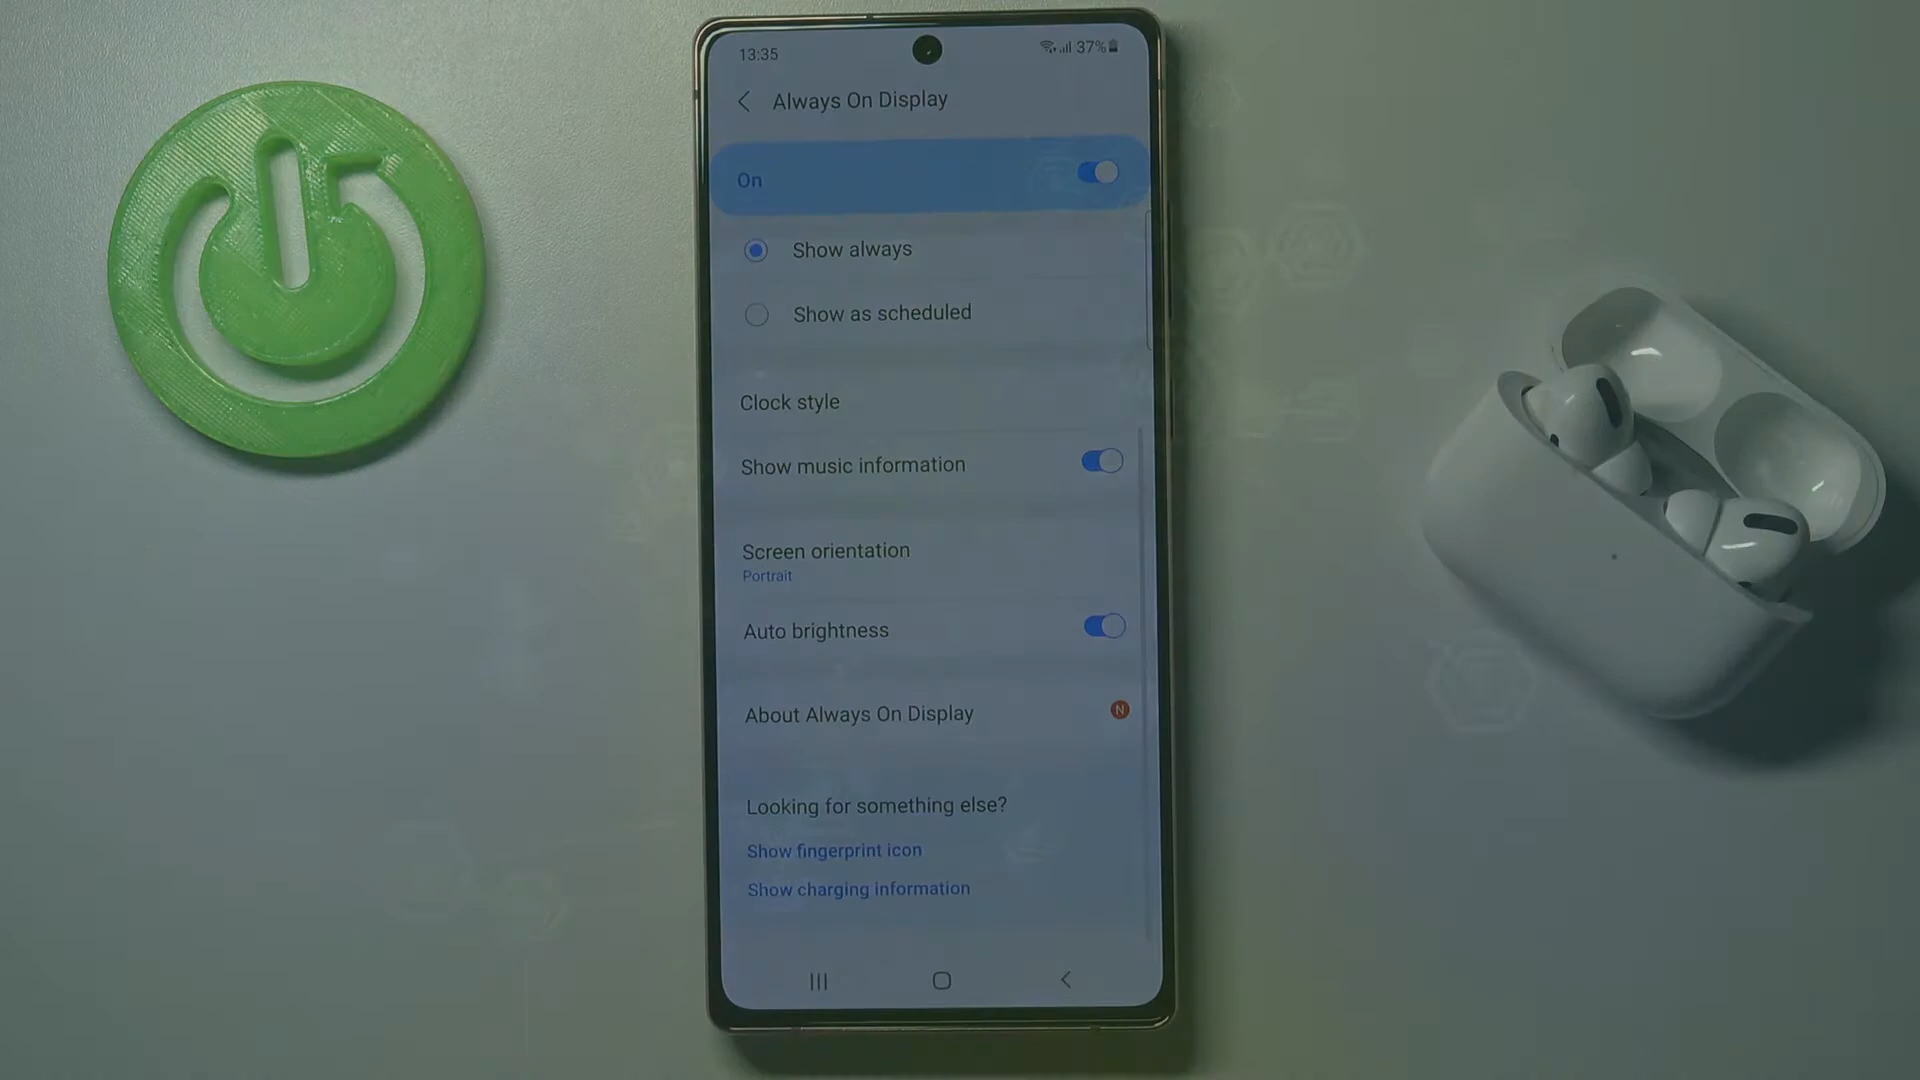 13:35
37%
Always On Display
On
Show always
Show as scheduled
Clock style
Show music information
Screen orientation
Portrait
Auto brightness
About Always On Display
N
Looking for something else?
Show fingerprint icon
Show charging information